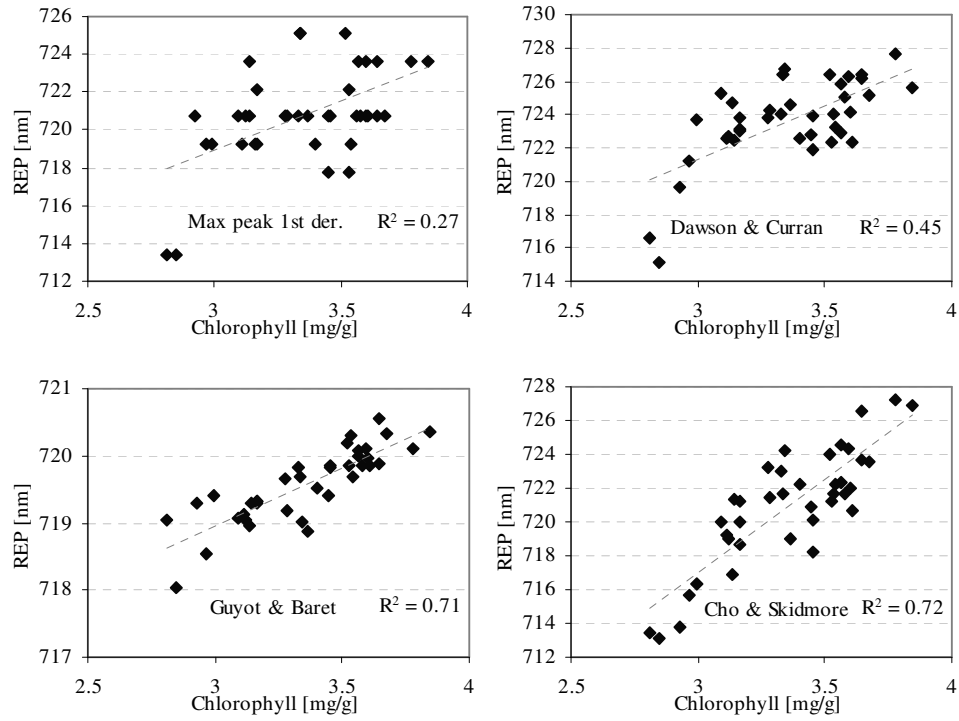 726
724
722
720
718
716
714
712
REP [nm]
Max peak 1st der. R² = 0.27
2.5 3 3.5 4
Chlorophyll [mg/g]
730
728
726
724
722
720
718
716
714
REP [nm]
Dawson & Curran R² = 0.45
2.5 3 3.5 4
Chlorophyll [mg/g]
721
720
719
718
717
REP [nm]
Guyot & Baret R² = 0.71
2.5 3 3.5 4
Chlorophyll [mg/g]
728
726
724
722
720
718
716
714
712
REP [nm]
Cho & Skidmore R² = 0.72
2.5 3 3.5 4
Chlorophyll [mg/g]